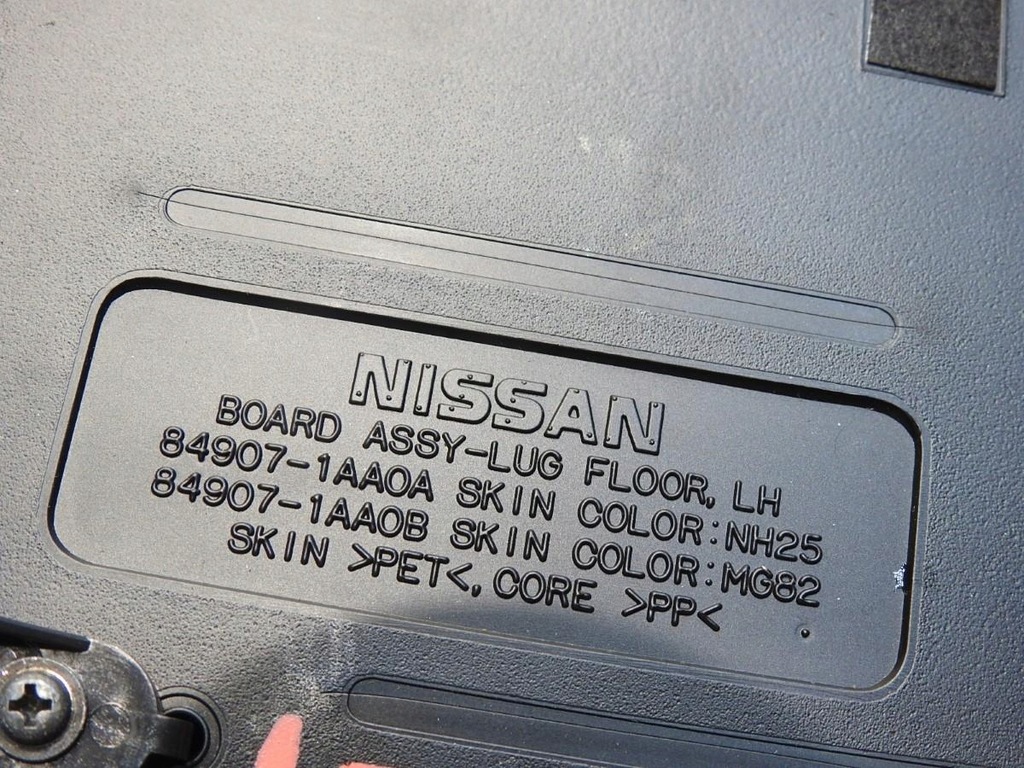 NISSAN
BOARD ASSY-LUG FLOOR, LH
84907-1AA0A SKIN COLOR:NH25
84907-1AA0B SKIN COLOR:MG82
SKIN >PET<, CORE >PP<